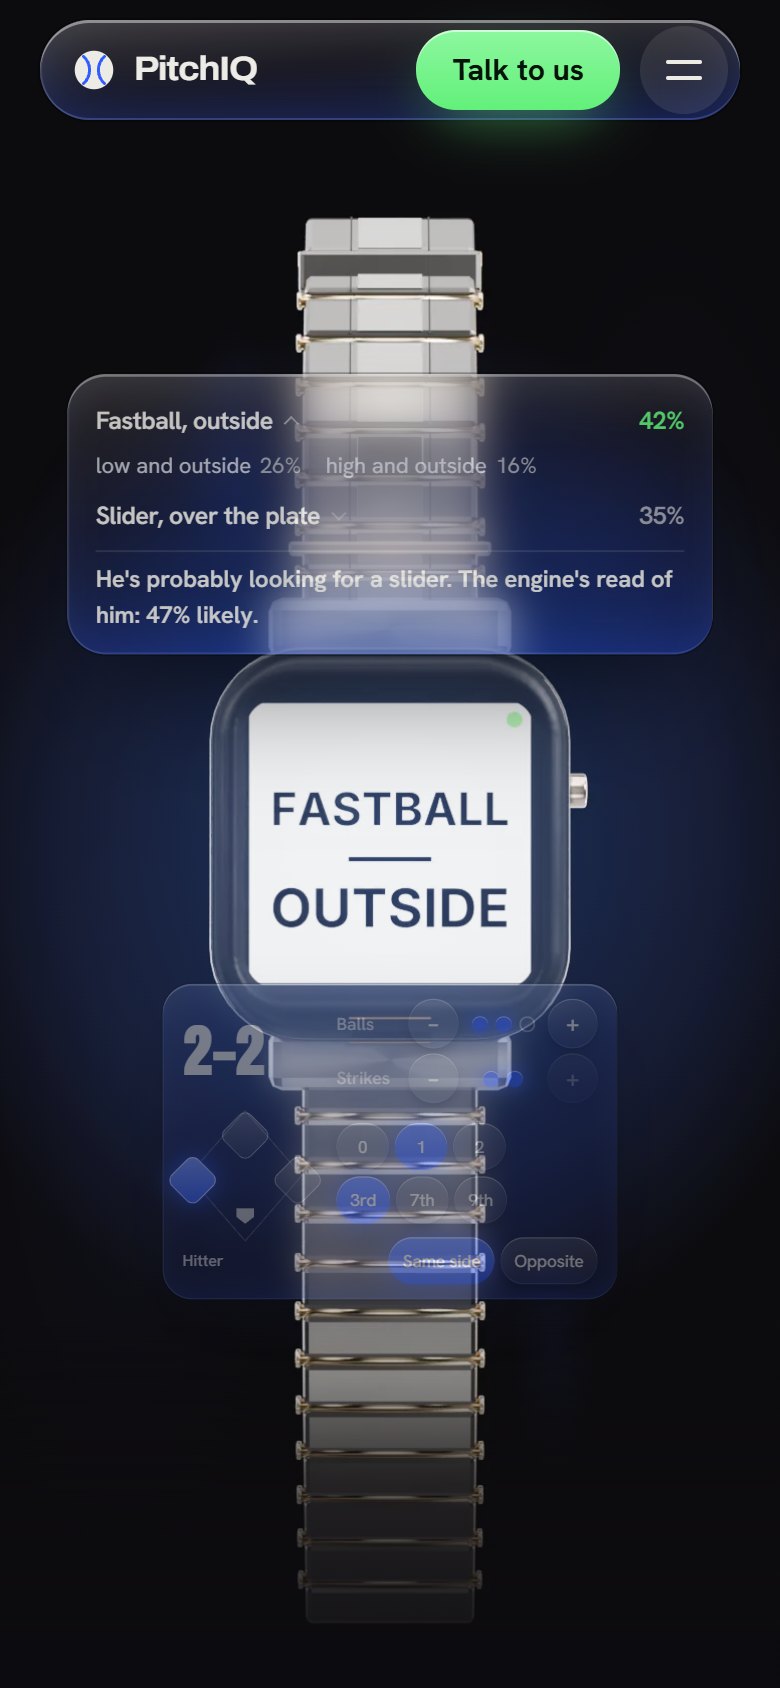 PitchIQ
Talk to us
Fastball, outside
42%
low and outside 26% high and outside 16%
Slider, over the plate
35%
He's probably looking for a slider. The engine's read of
him: 47% likely.
FASTBALL
OUTSIDE
2-2
Balls − +
Strikes − +
0 1 2
3rd 7th 9th
Hitter Same side Opposite